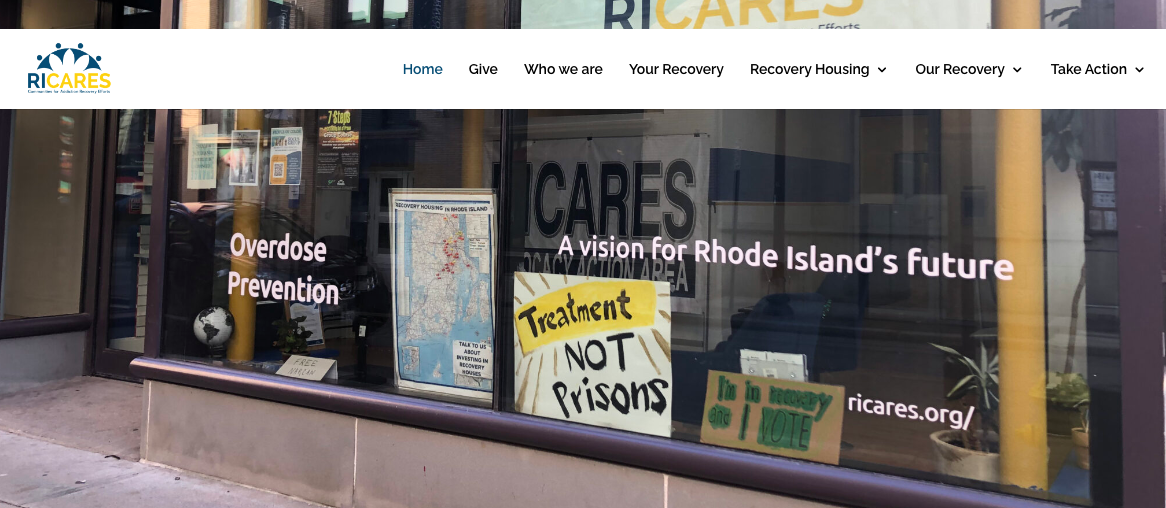 RICARES
Efforts
RICARES
Communities for Addiction Recovery Efforts
Home
Give
Who we are
Your Recovery
Recovery Housing
Our Recovery
Take Action
7 Stops
RECOVERY HOUSING IN RHODE ISLAND
RICARES
ACTION AREA
Overdose
Prevention
A vision for Rhode Island's future
Treatment
NOT
Prisons
TALK TO US
ABOUT
INVESTING IN
RECOVERY
HOUSES
FREE
NARCAN
I'm in recovery
and I VOTE
ricares.org/